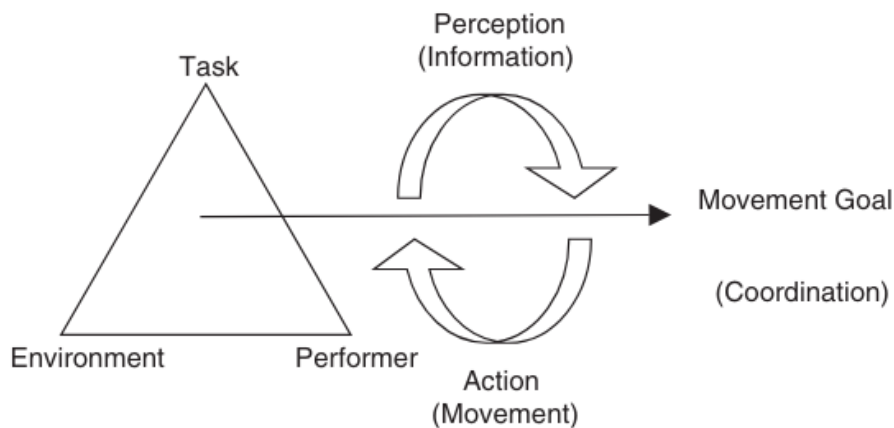 Perception
(Information)
Task
Movement Goal
(Coordination)
Environment
Performer
Action
(Movement)